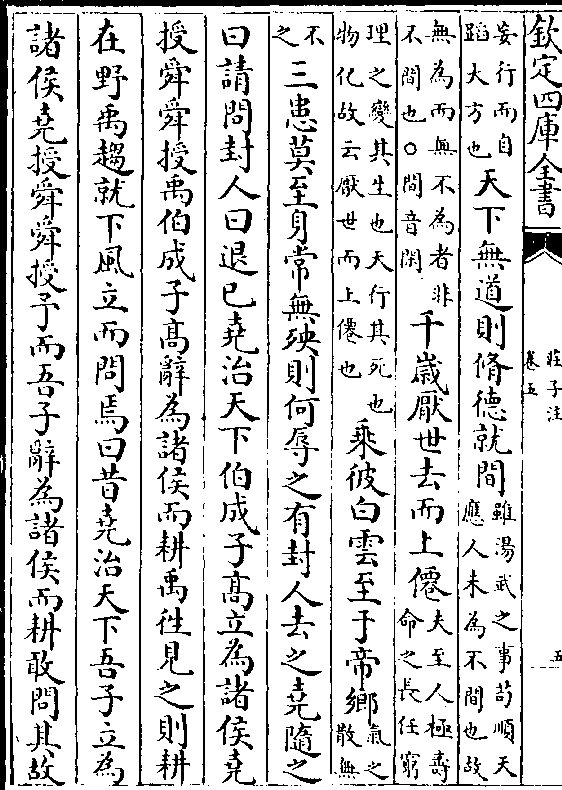 欽定四庫全書
莊子注
卷五
五
妄行而自
蹈大方也
天下無道則脩德就間
雖湯武之事茍順天
應人未為不間也故
無為而無不為者非
不間也○間音閑
千歲厭世去而上僊
夫至人極壽
命之長任窮
理之變其生也天行其死也
物化故云厭世而上僊也
乘彼白雲至于帝鄉
氣之
散無
不
之
三患莫至身常無殃則何辱之有封人去之堯隨之
曰請問封人曰退已堯治天下伯成子髙立為諸侯堯
授舜舜授禹伯成子髙辭為諸侯而耕禹徃見之則耕
在野禹趨就下風立而問焉曰昔堯治天下吾子立為
諸侯堯授舜舜授予而吾子辭為諸侯而耕敢問其故